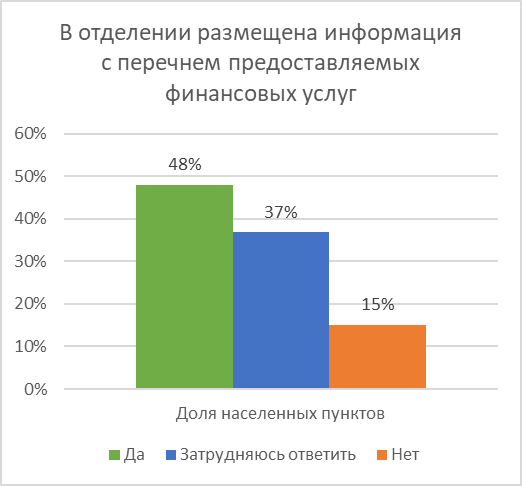 В отделении размещена информация
с перечнем предоставляемых
финансовых услуг
60%
50%
40%
30%
20%
10%
0%
48%
37%
15%
Доля населенных пунктов
Да Затрудняюсь ответить Нет